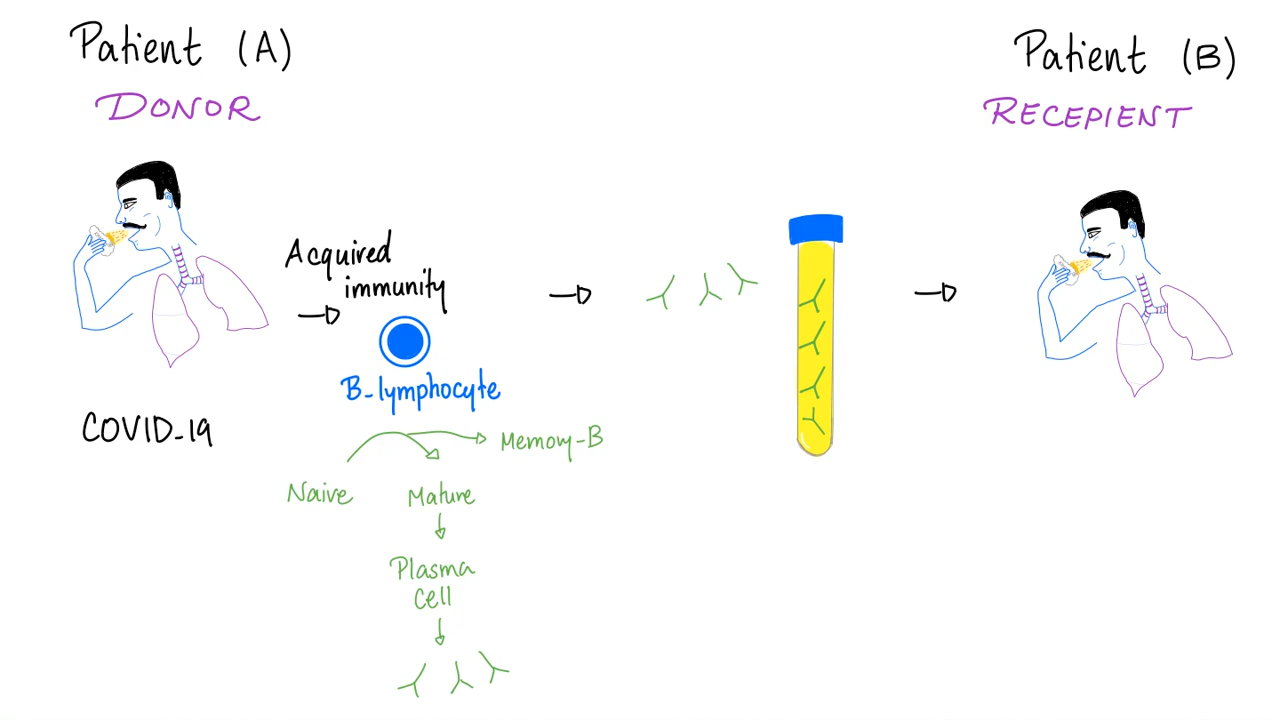 Patient (A)
DONOR
Patient (B)
RECEPIENT
Acquired
immunity
B-lymphocyte
COVID-19
Memory-B
Naive
Mature
Plasma
cell